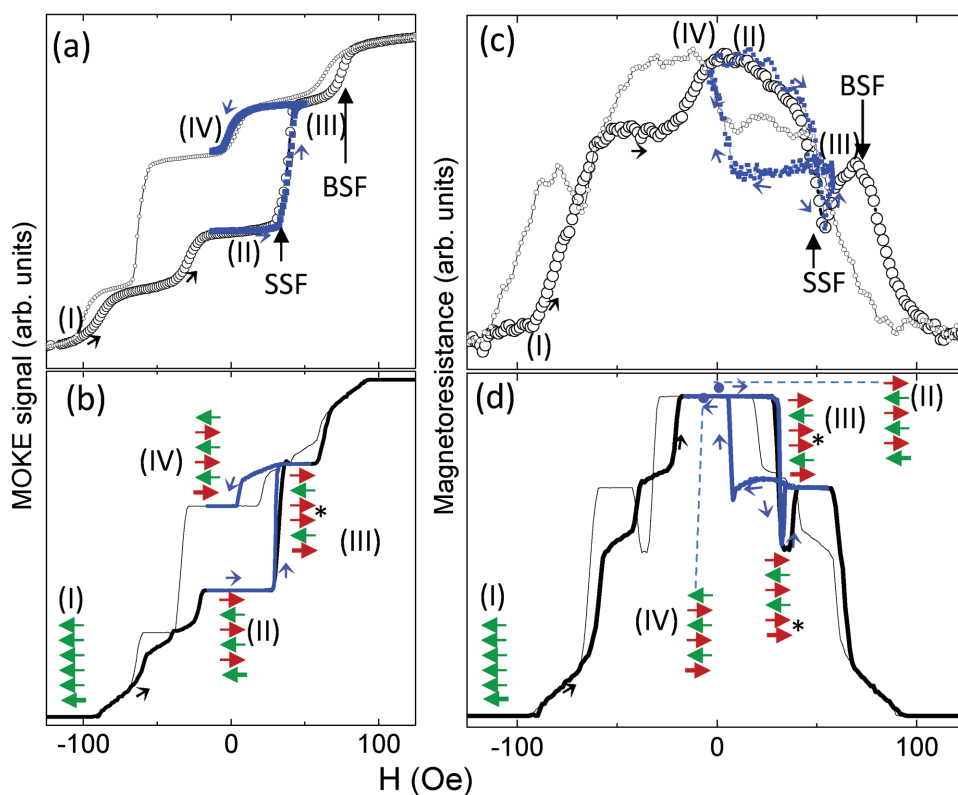 (a)
(IV)
(III)
BSF
(II)
SSF
(I)
MOKE signal (arb. units)
(b)
(IV)
*
(III)
(I)
(II)
-100
0
100
(c)
(IV)
(II)
BSF
(III)
SSF
(I)
Magnetoresistance (arb. units)
(d)
(II)
(III)
*
(I)
(IV)
*
-100
0
100
H (Oe)